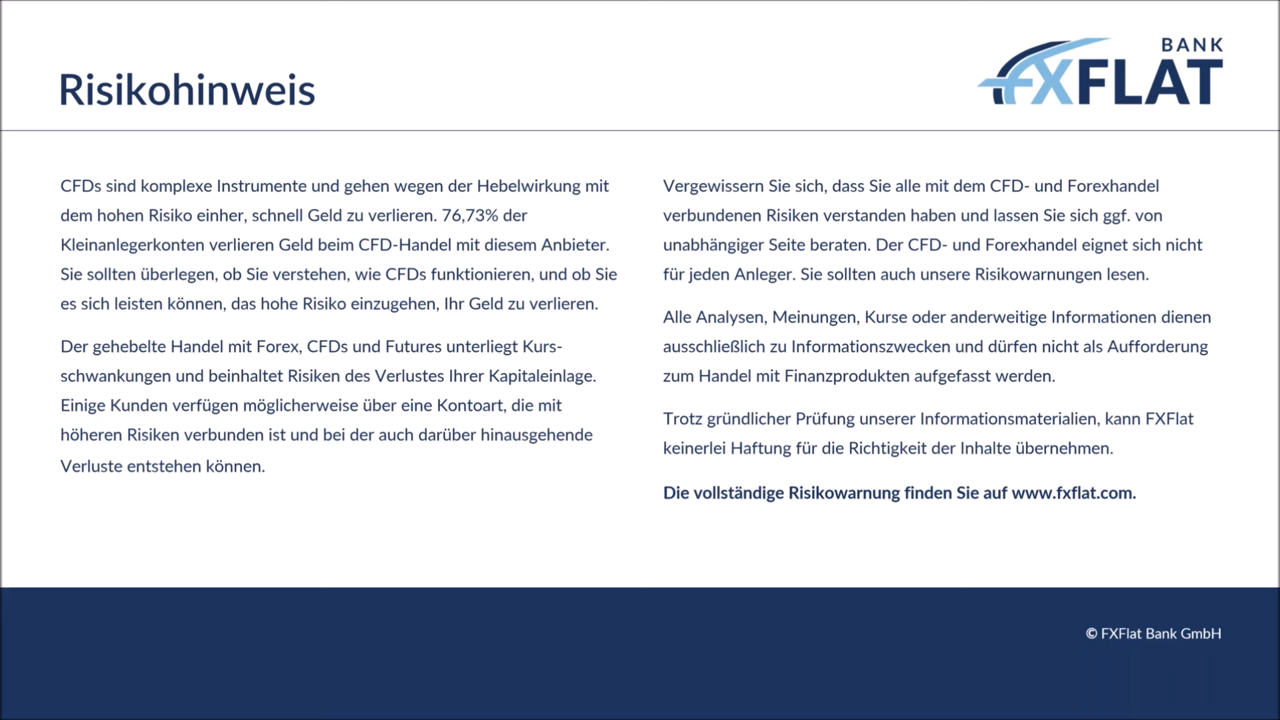 Risikohinweis
BANK
FXFLAT
CFDs sind komplexe Instrumente und gehen wegen der Hebelwirkung mit
dem hohen Risiko einher, schnell Geld zu verlieren. 76,73% der
Kleinanlegerkonten verlieren Geld beim CFD-Handel mit diesem Anbieter.
Sie sollten überlegen, ob Sie verstehen, wie CFDs funktionieren, und ob Sie
es sich leisten können, das hohe Risiko einzugehen, Ihr Geld zu verlieren.
Der gehebelte Handel mit Forex, CFDs und Futures unterliegt Kurs-
schwankungen und beinhaltet Risiken des Verlustes Ihrer Kapitaleinlage.
Einige Kunden verfügen möglicherweise über eine Kontoart, die mit
höheren Risiken verbunden ist und bei der auch darüber hinausgehende
Verluste entstehen können.
Vergewissern Sie sich, dass Sie alle mit dem CFD- und Forexhandel
verbundenen Risiken verstanden haben und lassen Sie sich ggf. von
unabhängiger Seite beraten. Der CFD- und Forexhandel eignet sich nicht
für jeden Anleger. Sie sollten auch unsere Risikowarnungen lesen.
Alle Analysen, Meinungen, Kurse oder anderweitige Informationen dienen
ausschließlich zu Informationszwecken und dürfen nicht als Aufforderung
zum Handel mit Finanzprodukten aufgefasst werden.
Trotz gründlicher Prüfung unserer Informationsmaterialien, kann FXFlat
keinerlei Haftung für die Richtigkeit der Inhalte übernehmen.
Die vollständige Risikowarnung finden Sie auf www.fxflat.com.
© FXFlat Bank GmbH